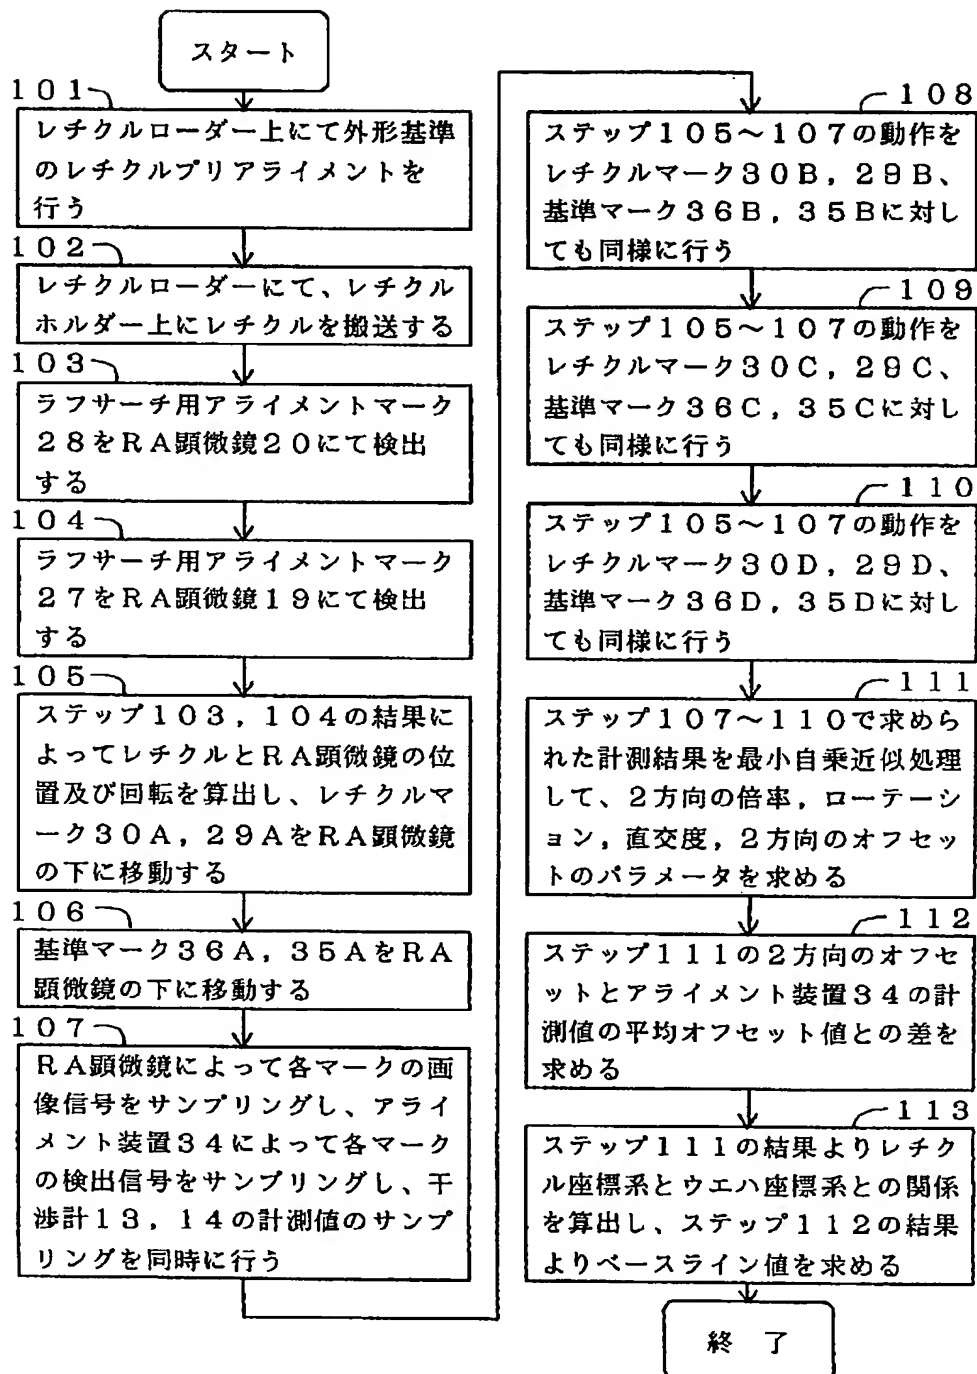 スタート
101
レチクルローダー上にて外形基準
のレチクルプリアライメントを
行う
102
レチクルローダーにて、レチクル
ホルダー上にレチクルを搬送する
103
ラフサーチ用アライメントマーク
28をRA顕微鏡20にて検出
する
104
ラフサーチ用アライメントマーク
27をRA顕微鏡19にて検出
する
105
ステップ103,104の結果に
よってレチクルとRA顕微鏡の位
置及び回転を算出し、レチクルマ
ーク30A,29AをRA顕微鏡
の下に移動する
106
基準マーク36A,35AをRA
顕微鏡の下に移動する
107
RA顕微鏡によって各マークの画
像信号をサンプリングし、アライ
メント装置34によって各マーク
の検出信号をサンプリングし、干
渉計13,14の計測値のサンプ
リングを同時に行う
108
ステップ105~107の動作を
レチクルマーク30B,29B、
基準マーク36B,35Bに対し
ても同様に行う
109
ステップ105~107の動作を
レチクルマーク30C,29C、
基準マーク36C,35Cに対し
ても同様に行う
110
ステップ105~107の動作を
レチクルマーク30D,29D、
基準マーク36D,35Dに対し
ても同様に行う
111
ステップ107~110で求めら
れた計測結果を最小自乗近似処理
して、2方向の倍率,ローテーシ
ョン,直交度,2方向のオフセッ
トのパラメータを求める
112
ステップ111の2方向のオフセ
ットとアライメント装置34の計
測値の平均オフセット値との差を
求める
113
ステップ111の結果よりレチク
ル座標系とウエハ座標系との関係
を算出し、ステップ112の結果
よりベースライン値を求める
終 了